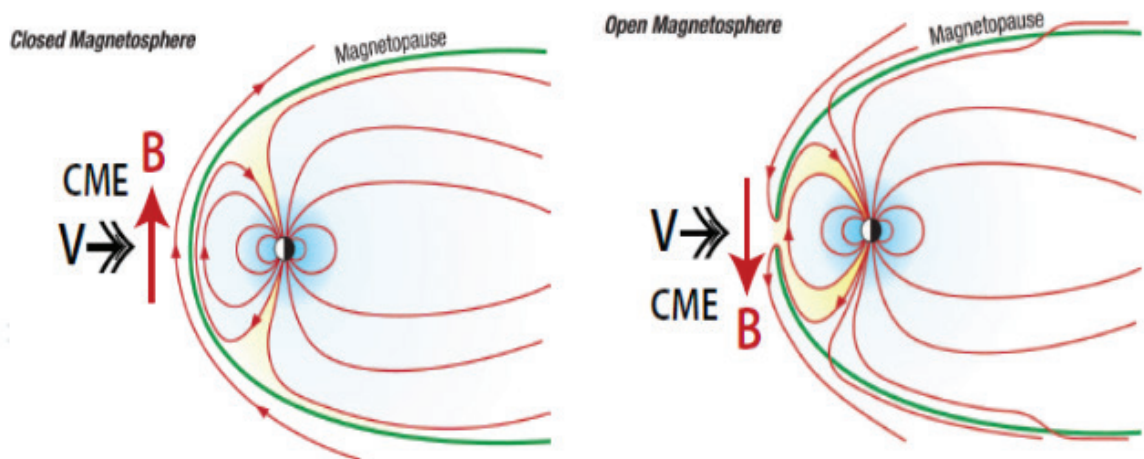 Closed Magnetosphere
Magnetopause
B
CME
V
Open Magnetosphere
Magnetopause
V
CME
B